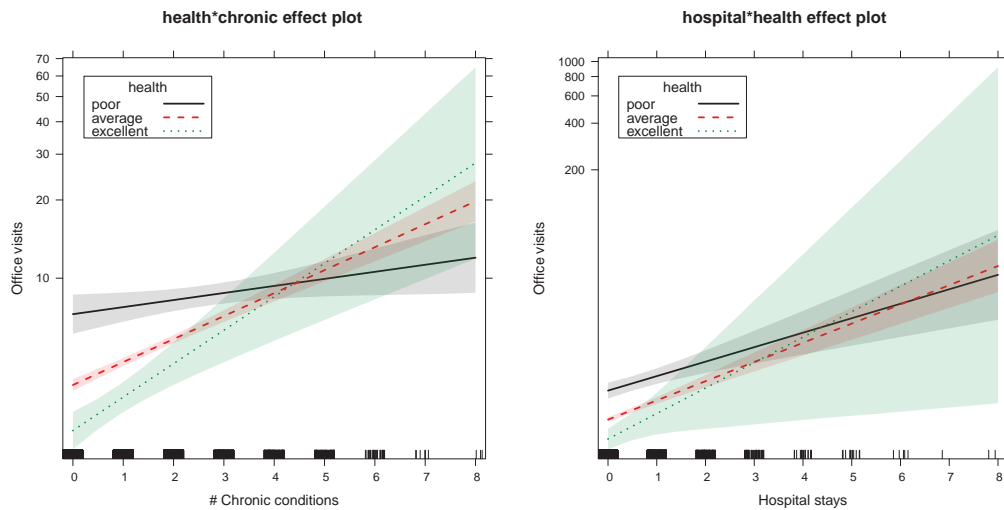 health*chronic effect plot
70
60
50
40
30
20
10
Office visits
health
poor
average
excellent
0 1 2 3 4 5 6 7 8
# Chronic conditions
hospital*health effect plot
1000
800
600
400
200
Office visits
health
poor
average
excellent
0 1 2 3 4 5 6 7 8
Hospital stays